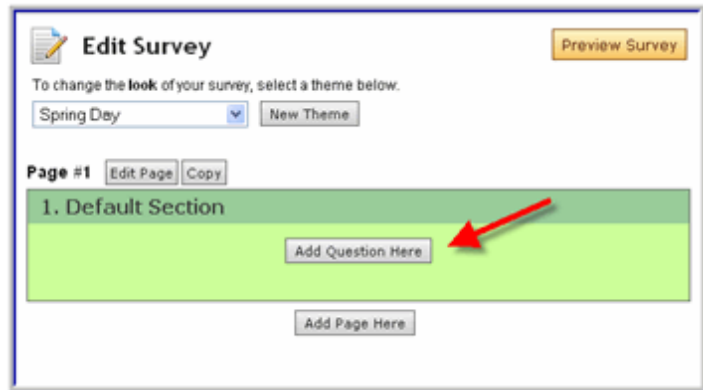 Edit Survey
Preview Survey
To change the look of your survey, select a theme below.
Spring Day
New Theme
Page #1 Edit Page Copy
1. Default Section
Add Question Here
Add Page Here